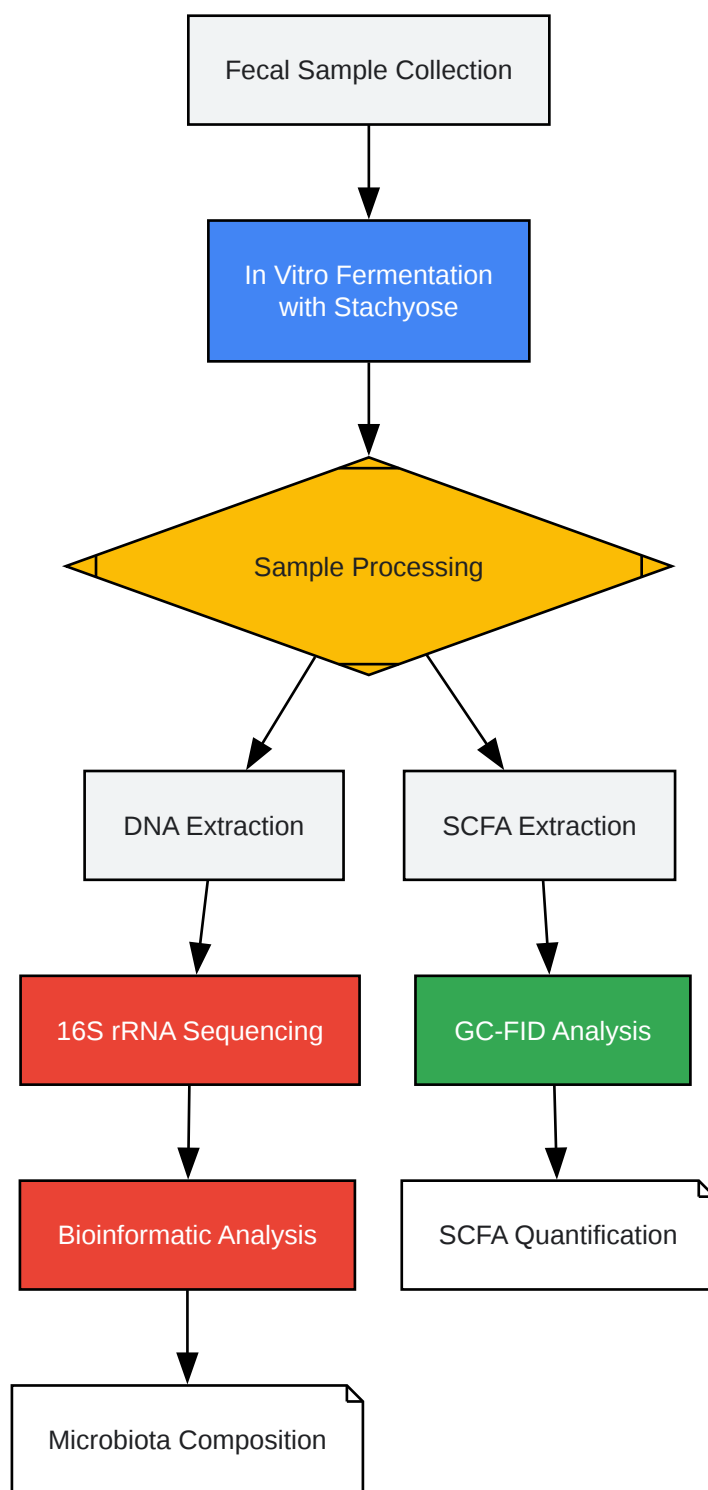 Fecal Sample Collection
In Vitro Fermentation
with Stachyose
Sample Processing
DNA Extraction
SCFA Extraction
16S rRNA Sequencing
GC-FID Analysis
Bioinformatic Analysis
SCFA Quantification
Microbiota Composition